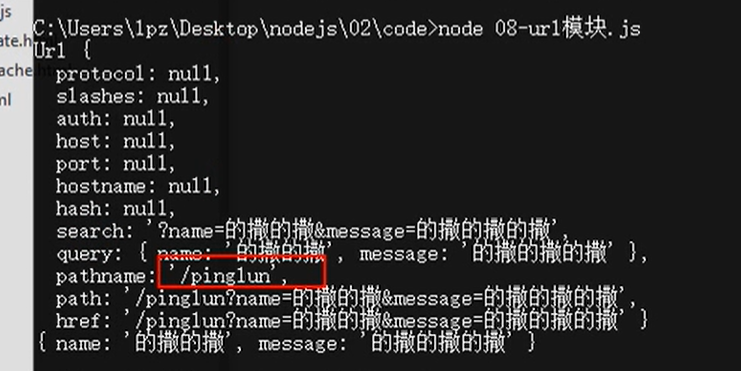 js
ate.h
ache.h
ml
C:\Users\lpz\Desktop\nodejs\02\code>node 08-url模块.js
Url {
protocol: null,
slashes: null,
auth: null,
host: null,
port: null,
hostname: null,
hash: null,
search: '?name=的撒的撒&message=的撒的撒的撒',
query: { name: '的撒的撒', message: '的撒的撒的撒' },
pathname: '/pinglun',
path: '/pinglun?name=的撒的撒&message=的撒的撒的撒',
href: '/pinglun?name=的撒的撒&message=的撒的撒的撒' }
{ name: '的撒的撒', message: '的撒的撒的撒' }